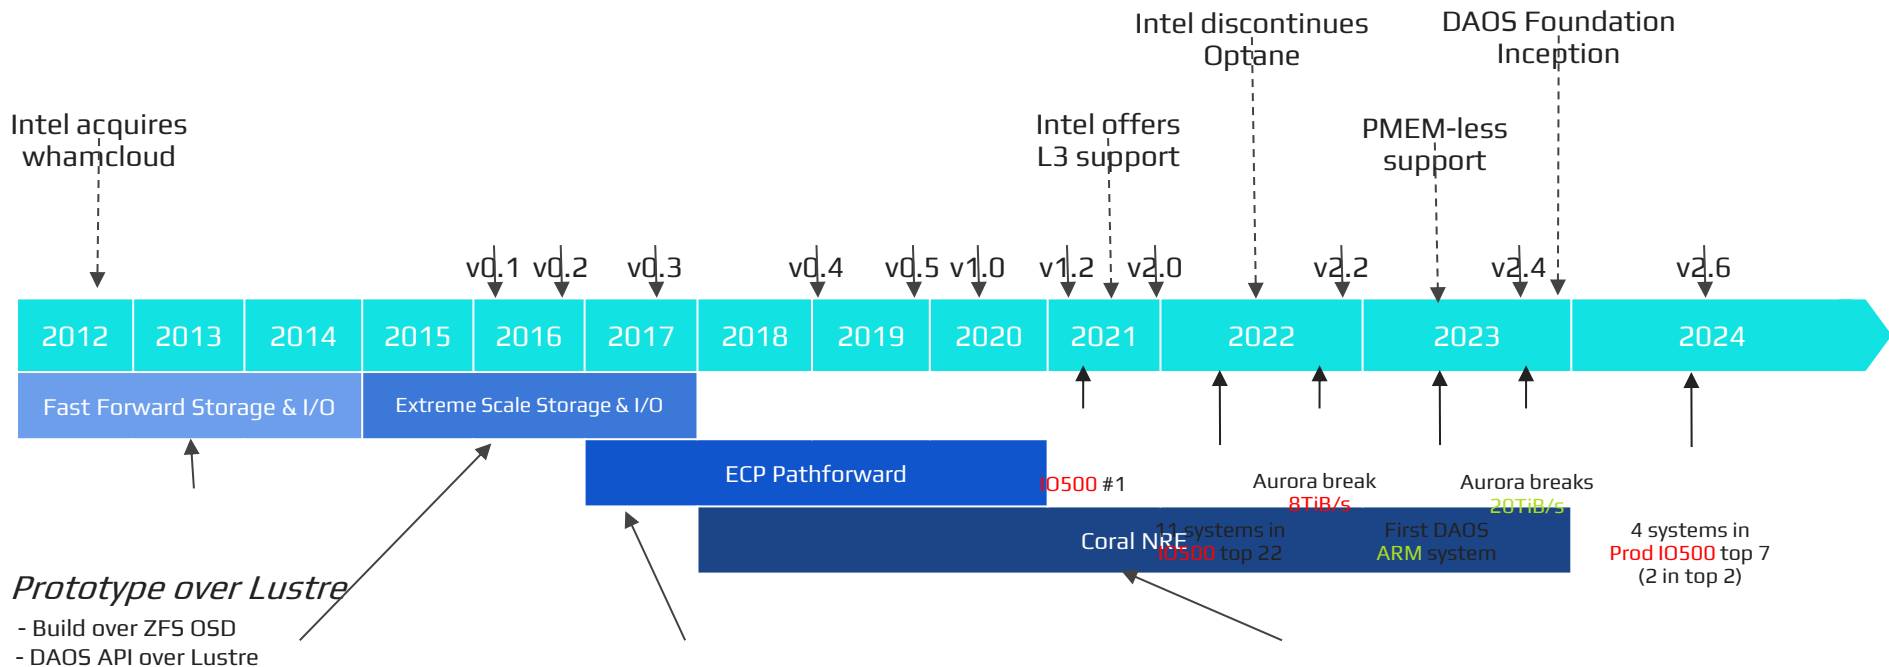 Intel discontinues
Optane
DAOS Foundation
Inception
Intel acquires
whamcloud
Intel offers
L3 support
PMEM-less
support
v0.1 v0.2 v0.3 v0.4 v0.5 v1.0 v1.2 v2.0 v2.2 v2.4 v2.6
2012 2013 2014 2015 2016 2017 2018 2019 2020 2021 2022 2023 2024
Fast Forward Storage & I/O
Extreme Scale Storage & I/O
ECP Pathforward
IO500 #1
Aurora break
8TiB/s
Aurora breaks
20TiB/s
Coral NRE
11 systems in
IO500 top 22
First DAOS
ARM system
4 systems in
Prod IO500 top 7
(2 in top 2)
Prototype over Lustre
- Build over ZFS OSD
- DAOS API over Lustre